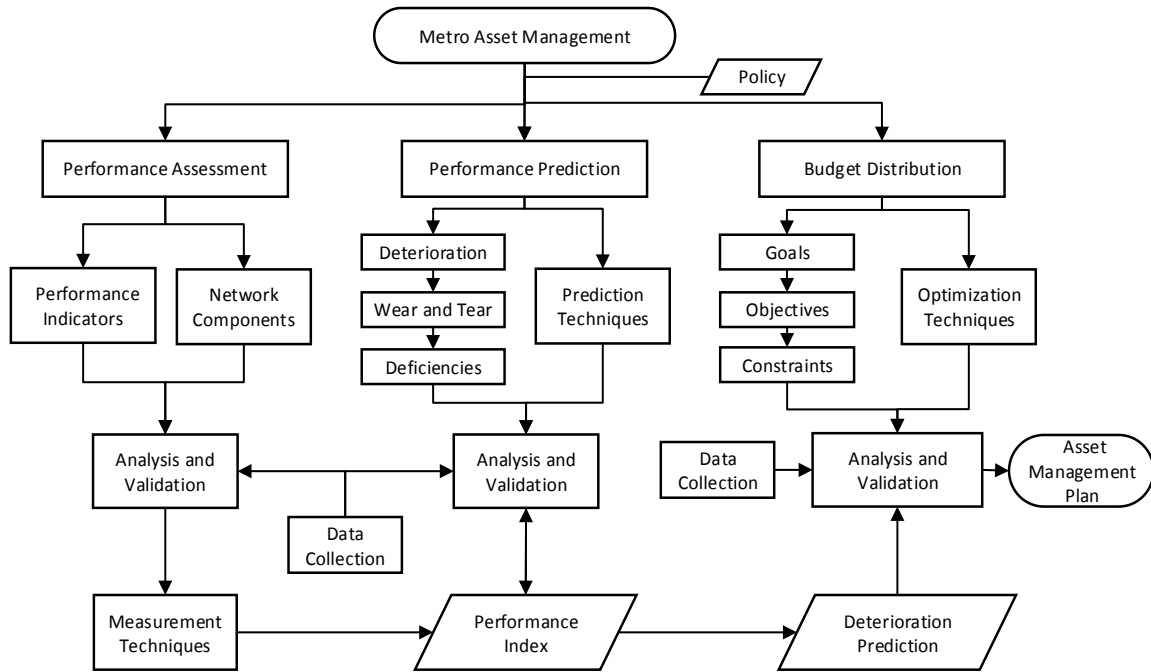 Metro Asset Management
Policy
Performance Assessment
Performance Prediction
Budget Distribution
Deterioration
Goals
Performance
Indicators
Network
Components
Wear and Tear
Prediction
Techniques
Objectives
Optimization
Techniques
Deficiencies
Constraints
Analysis and
Validation
Analysis and
Validation
Data
Collection
Analysis and
Validation
Asset
Management
Plan
Data
Collection
Measurement
Techniques
Performance
Index
Deterioration
Prediction